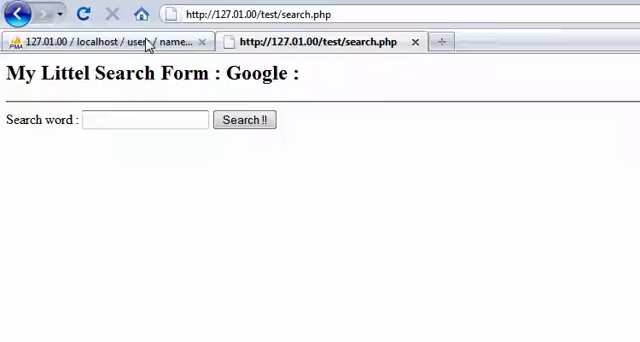 http://127.01.00/test/search.php
127.01.00 / localhost / user / name...
http://127.01.00/test/search.php
My Littel Search Form : Google :
Search word :
Search !!